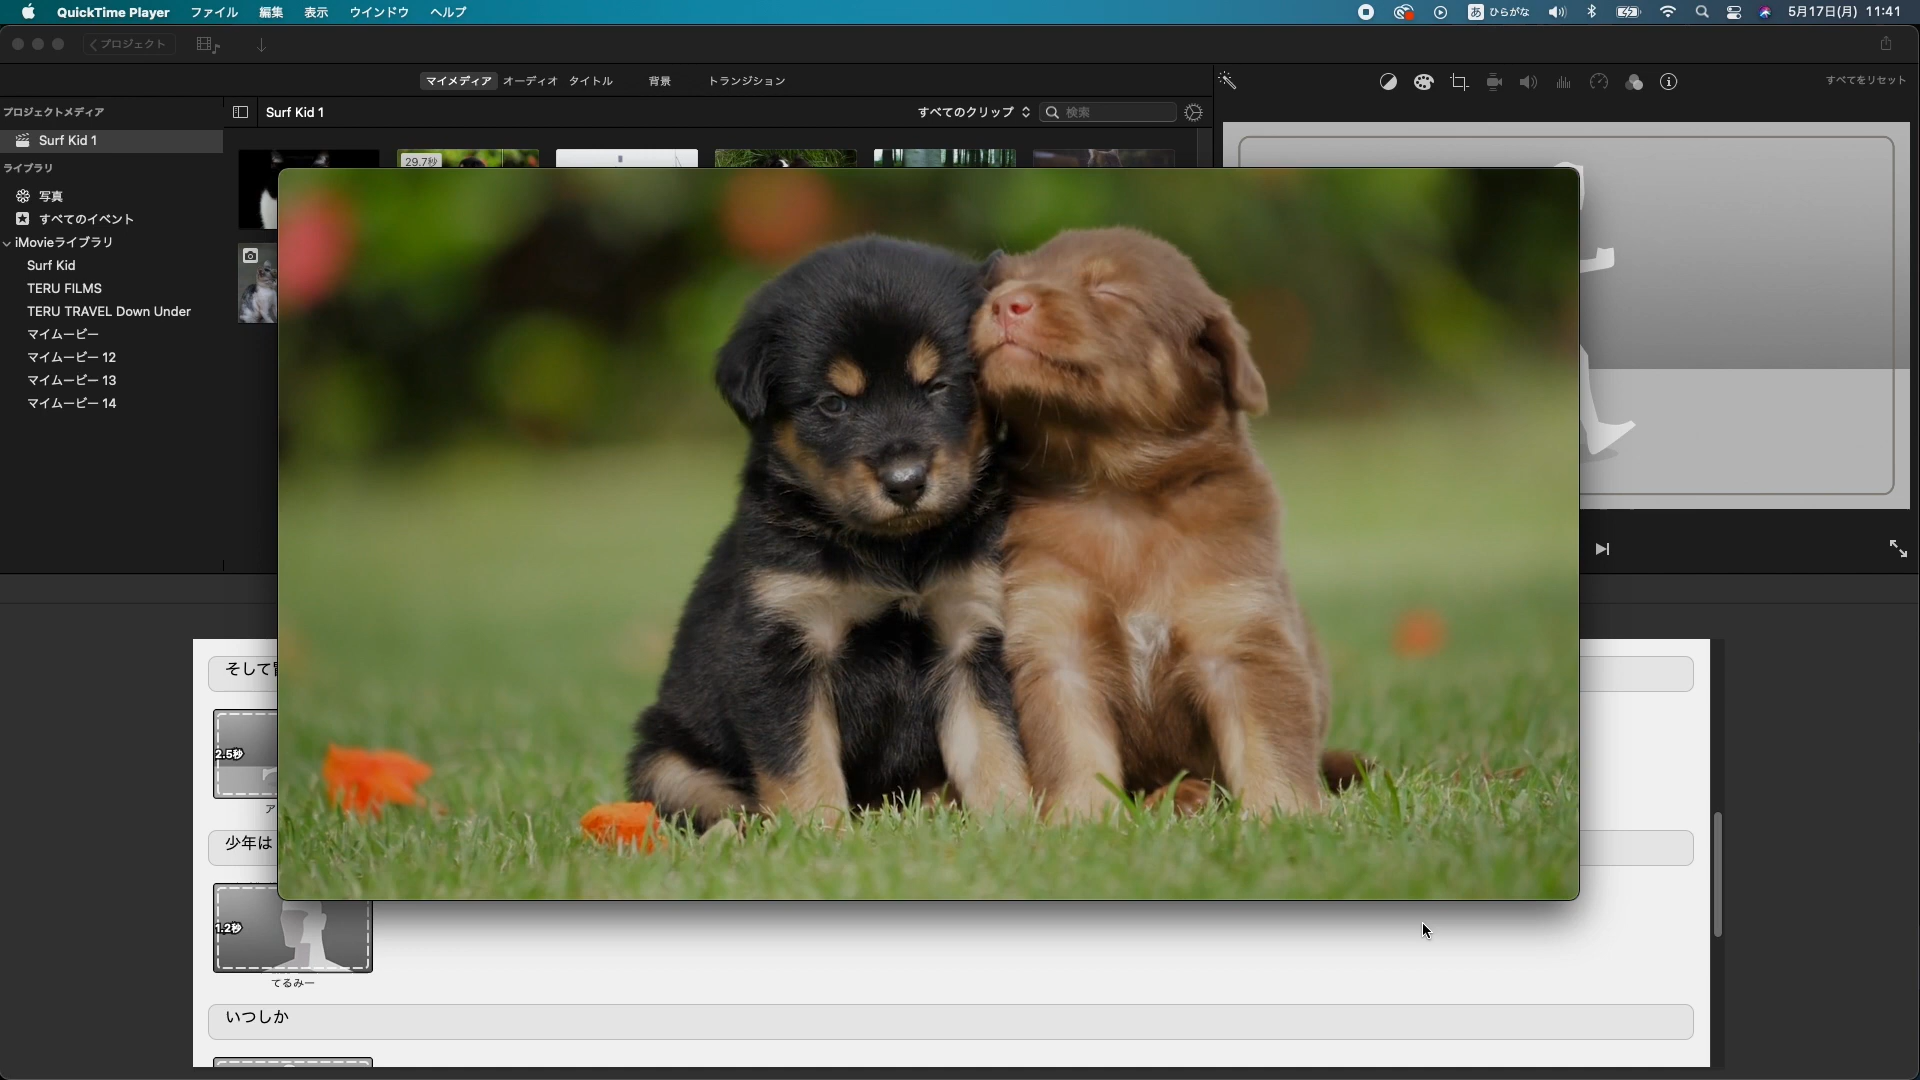 QuickTime Player ファイル 編集 表示 ウインドウ ヘルプ
あ ひらがな 5月17日(月) 11:41
プロジェクト
マイメディア オーディオ タイトル 背景 トランジション
すべてをリセット
プロジェクトメディア
Surf Kid 1
すべてのクリップ
検索
Surf Kid 1
ライブラリ
写真
すべてのイベント
iMovieライブラリ
Surf Kid
TERU FILMS
TERU TRAVEL Down Under
マイムービー
マイムービー 12
マイムービー 13
マイムービー 14
29.7秒
そして
2.5秒
ア
少年は
1.2秒
てるみー
いつしか